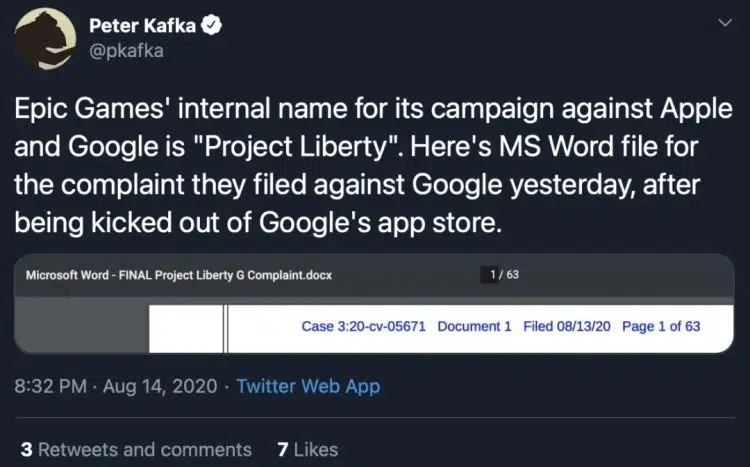 Peter Kafka
@pkafka
Epic Games' internal name for its campaign against Apple
and Google is "Project Liberty". Here's MS Word file for
the complaint they filed against Google yesterday, after
being kicked out of Google's app store.
Microsoft Word - FINAL Project Liberty G Complaint.docx 1 / 63
Case 3:20-cv-05671 Document 1 Filed 08/13/20 Page 1 of 63
8:32 PM · Aug 14, 2020 · Twitter Web App
3 Retweets and comments 7 Likes